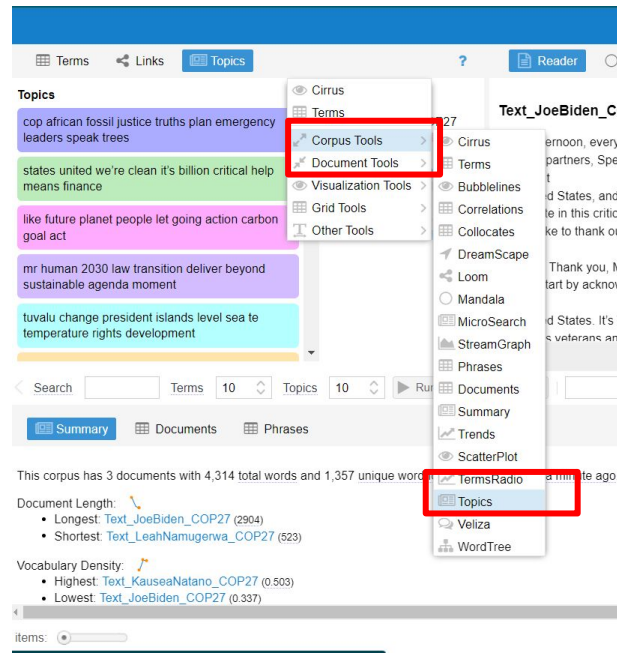 Terms Links Topics ? Reader
Topics
cop african fossil justice truths plan emergency
leaders speak trees
states united we're clean it's billion critical help
means finance
like future planet people let going action carbon
goal act
mr human 2030 law transition deliver beyond
sustainable agenda moment
tuvalu change president islands level sea te
temperature rights development
Cirrus
Terms
Corpus Tools
Document Tools
Visualization Tools
Grid Tools
Other Tools
27
Cirrus
Terms
Bubblelines
Correlations
Collocates
DreamScape
Loom
Mandala
MicroSearch
StreamGraph
Phrases
Documents
Summary
Trends
ScatterPlot
TermsRadio
Topics
Veliza
WordTree
Text_JoeBiden_C
ernoon, every
partners, Spe
t
d States, and
te in this critic
ke to thank ou
Thank you, M
tart by acknow
d States. It's
s veterans an
Search Terms 10 Topics 10 Ru
Summary Documents Phrases
This corpus has 3 documents with 4,314 total words and 1,357 unique word a minute ago
Document Length:
• Longest: Text_JoeBiden_COP27 (2904)
• Shortest: Text_LeahNamugerwa_COP27 (523)
Vocabulary Density:
• Highest: Text_KauseaNatano_COP27 (0.503)
• Lowest: Text_JoeBiden_COP27 (0.337)
items: